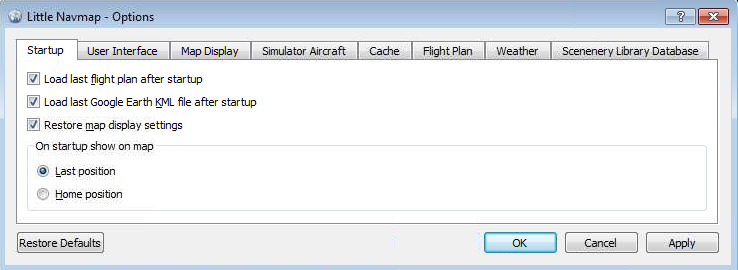 Little Navmap - Options
Startup User Interface Map Display Simulator Aircraft Cache Flight Plan Weather Scenenery Library Database
Load last flight plan after startup
Load last Google Earth KML file after startup
Restore map display settings
On startup show on map
Last position
Home position
Restore Defaults OK Cancel Apply